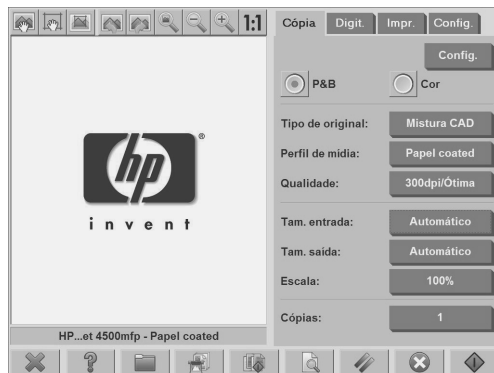 1:1
Cópia Digit. Impr. Config.
Config.
P&B Cor
Tipo de original: Mistura CAD
Perfil de mídia: Papel coated
Qualidade: 300dpi/Ótima
Tam. entrada: Automático
Tam. saída: Automático
Escala: 100%
Cópias: 1
hp®
invent
HP...et 4500mfp - Papel coated